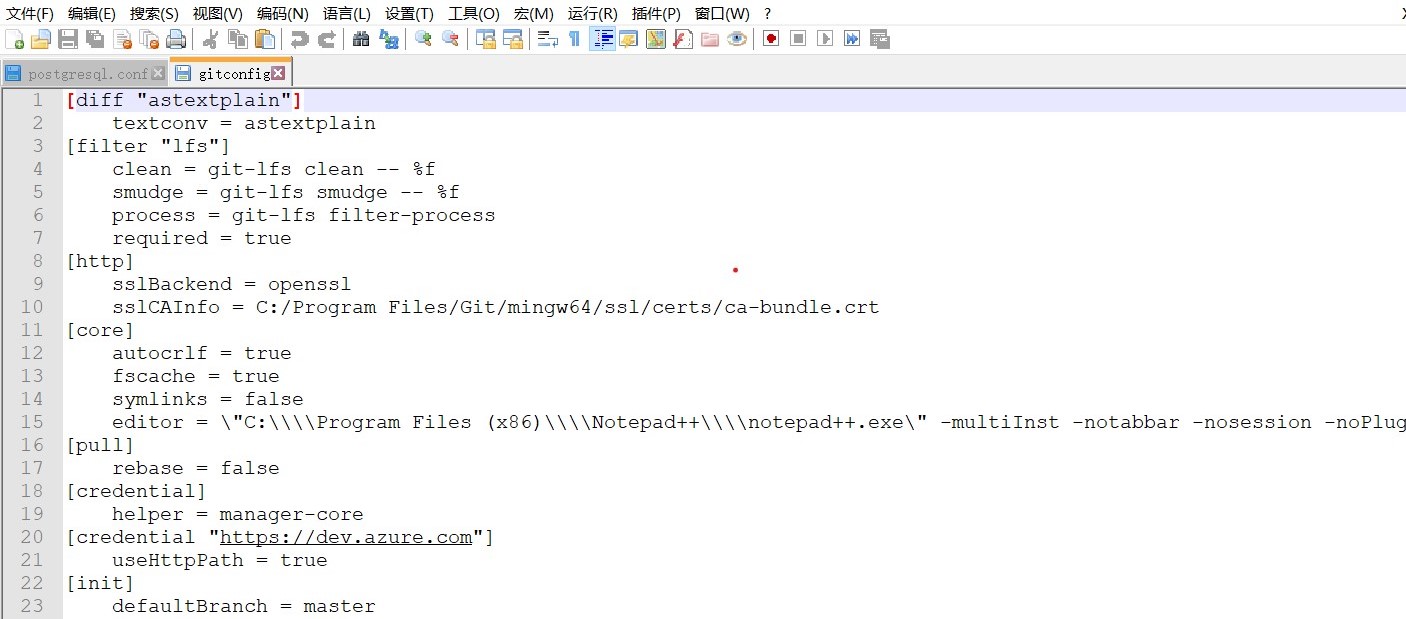 文件(F) 编辑(E) 搜索(S) 视图(V) 编码(N) 语言(L) 设置(T) 工具(O) 宏(M) 运行(R) 插件(P) 窗口(W) ?
postgresql.conf gitconfig
1 [diff "astextplain"]
2 textconv = astextplain
3 [filter "lfs"]
4 clean = git-lfs clean -- %f
5 smudge = git-lfs smudge -- %f
6 process = git-lfs filter-process
7 required = true
8 [http]
9 sslBackend = openssl
10 sslCAInfo = C:/Program Files/Git/mingw64/ssl/certs/ca-bundle.crt
11 [core]
12 autocrlf = true
13 fscache = true
14 symlinks = false
15 editor = \"C:\\\\Program Files (x86)\\\\Notepad++\\\\notepad++.exe\" -multiInst -notabbar -nosession -noPlug
16 [pull]
17 rebase = false
18 [credential]
19 helper = manager-core
20 [credential "https://dev.azure.com"]
21 useHttpPath = true
22 [init]
23 defaultBranch = master